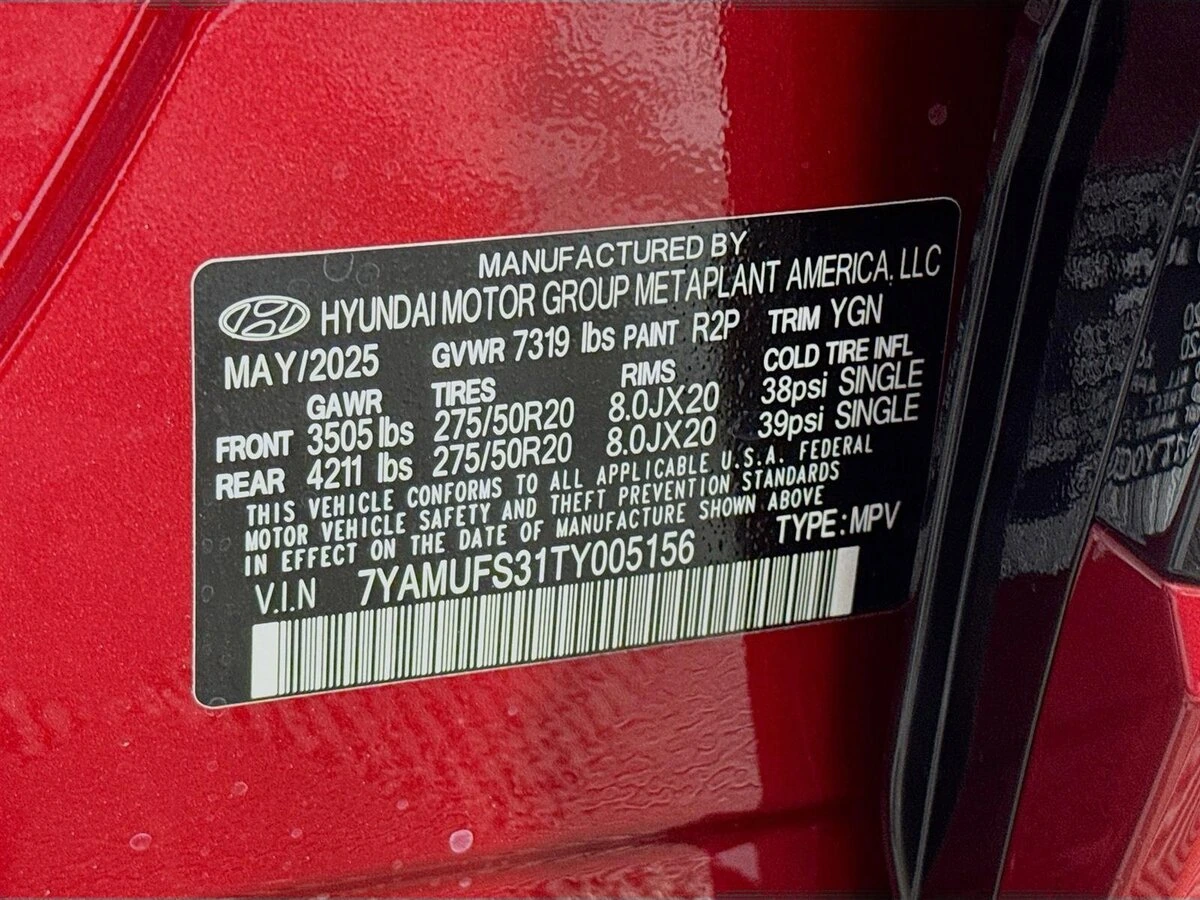 MANUFACTURED BY
HYUNDAI MOTOR GROUP METAPLANT AMERICA, LLC
MAY/2025 GVWR 7319 lbs PAINT R2P TRIM YGN
GAWR TIRES RIMS COLD TIRE INFL
FRONT 3505 lbs 275/50R20 8.0JX20 38psi SINGLE
REAR 4211 lbs 275/50R20 8.0JX20 39psi SINGLE
THIS VEHICLE CONFORMS TO ALL APPLICABLE U.S.A. FEDERAL
MOTOR VEHICLE SAFETY AND THEFT PREVENTION STANDARDS
IN EFFECT ON THE DATE OF MANUFACTURE SHOWN ABOVE
V.I.N 7YAMUFS31TY005156 TYPE:MPV